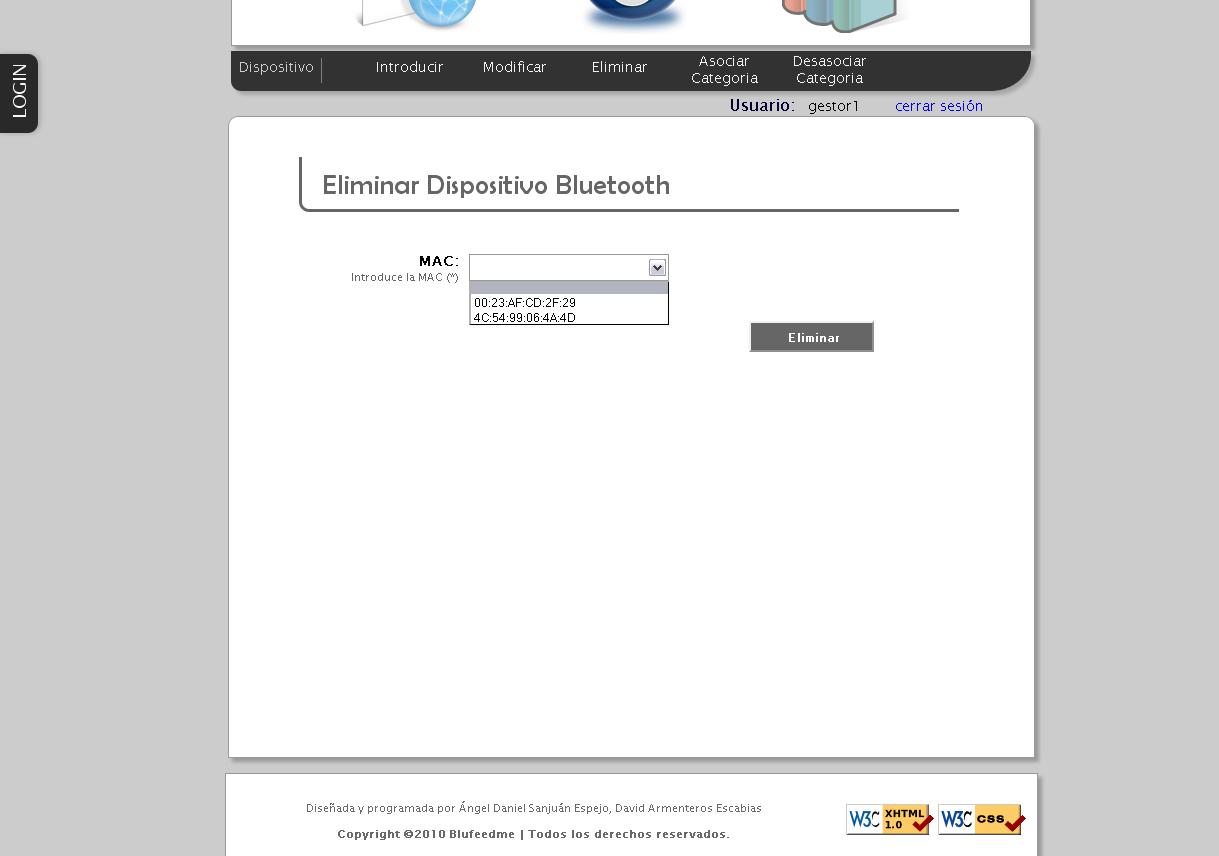 LOGIN
Dispositivo Introducir Modificar Eliminar Asociar Categoria Desasociar Categoria
Usuario: gestor1 cerrar sesión
Eliminar Dispositivo Bluetooth
MAC:
Introduce la MAC (*)
00:23:AF:CD:2F:29
4C:54:99:06:4A:4D
Eliminar
Diseñada y programada por Ángel Daniel Sanjuán Espejo, David Armenteros Escabias
Copyright ©2010 Blufeedme | Todos los derechos reservados.
W3C XHTML 1.0
W3C css